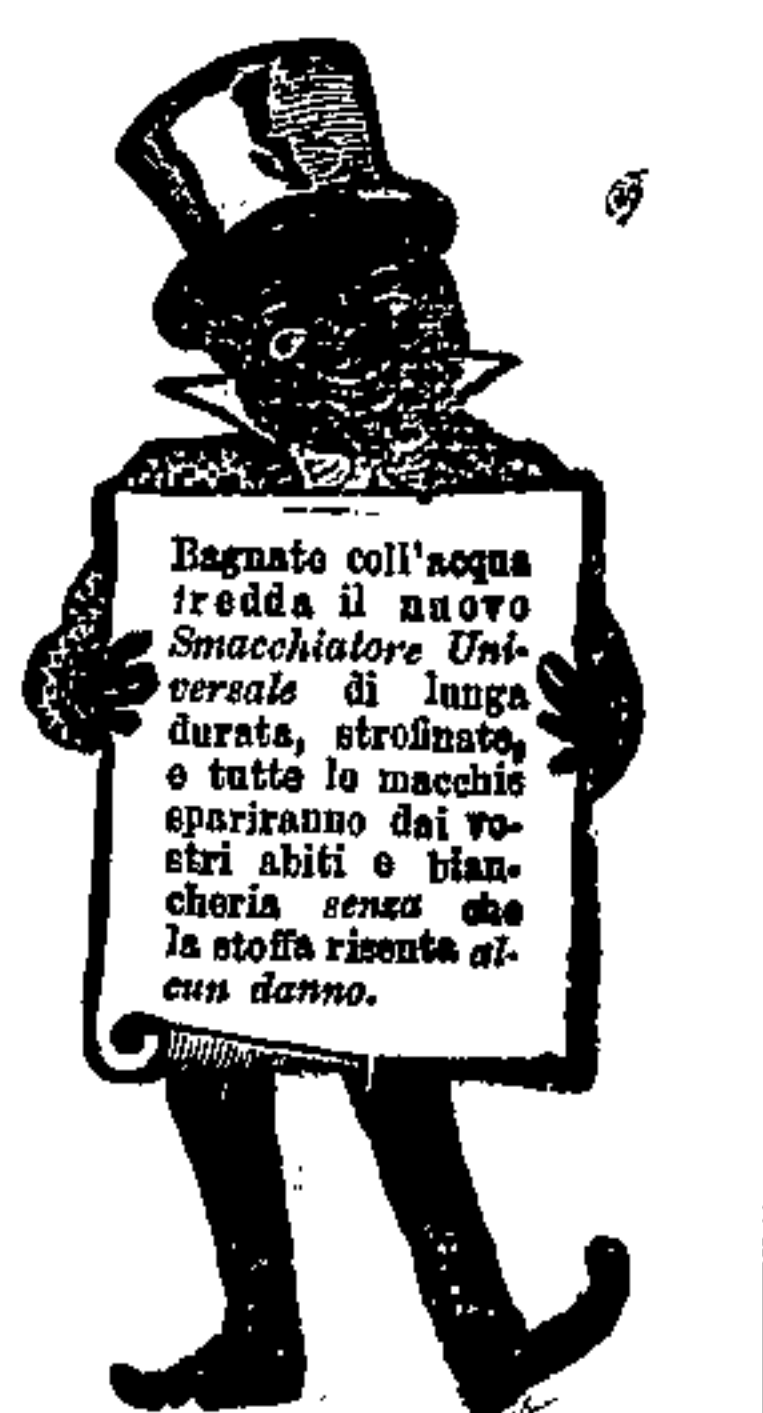 Bagnate coll'acqua
fredda il nuovo
Smacchiatore Uni-
versale di lunga
durata, strofinate,
e tutte le macchie
spariranno dai vo-
stri abiti e bian-
cheria senza che
la stoffa risenta al-
cun danno.